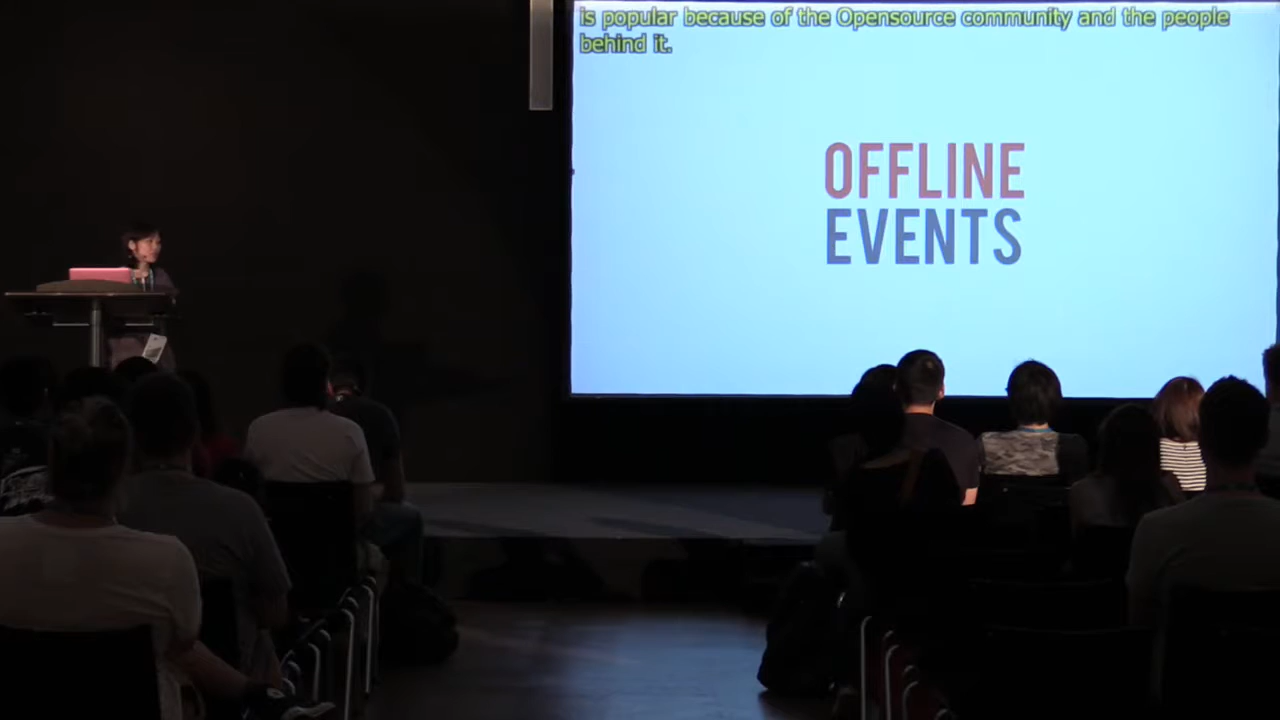 is popular because of the Opensource community and the people
behind it.
OFFLINE
EVENTS